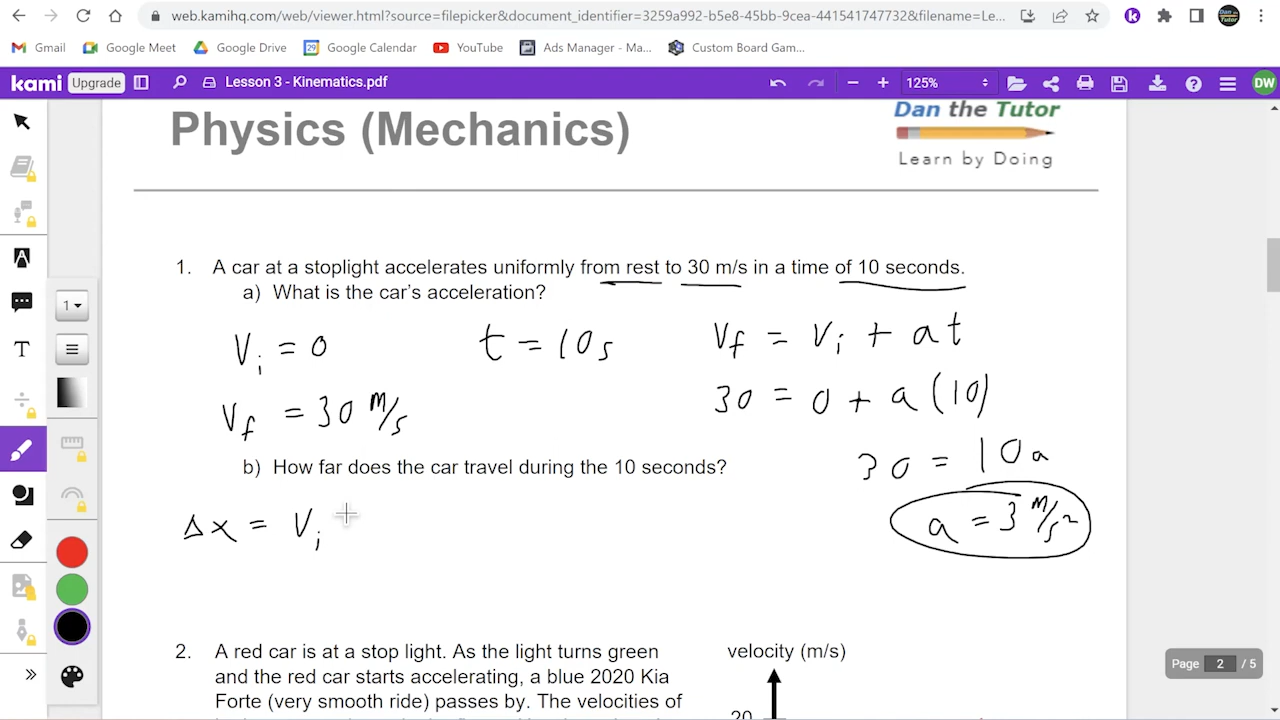 web.kamihq.com/web/viewer.html?source=filepicker&document_identifier=3259a992-b5e8-45bb-9cea-441541747732&filename=Le...
Gmail Google Meet Google Drive 29 Google Calendar YouTube Ads Manager - Ma... Custom Board Gam...
kami Upgrade Lesson 3 - Kinematics.pdf 125% DW
Physics (Mechanics)
Dan the Tutor
Learn by Doing
1. A car at a stoplight accelerates uniformly from rest to 30 m/s in a time of 10 seconds.
a) What is the car's acceleration?
Vi = 0 t = 10s Vf = Vi + at
30 = 0 + a(10)
Vf = 30 m/s
30 = 10a
b) How far does the car travel during the 10 seconds?
a = 3 m/s²
Δx = Vi
2. A red car is at a stop light. As the light turns green
and the red car starts accelerating, a blue 2020 Kia
Forte (very smooth ride) passes by. The velocities of
velocity (m/s)
20
1
Page 2 / 5